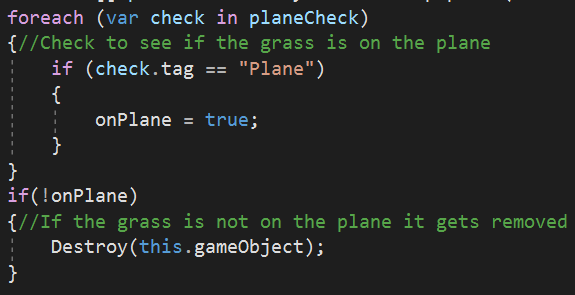 foreach (var check in planeCheck)
{//Check to see if the grass is on the plane
if (check.tag == "Plane")
{
onPlane = true;
}
}
if(!onPlane)
{//If the grass is not on the plane it gets removed
Destroy(this.gameObject);
}